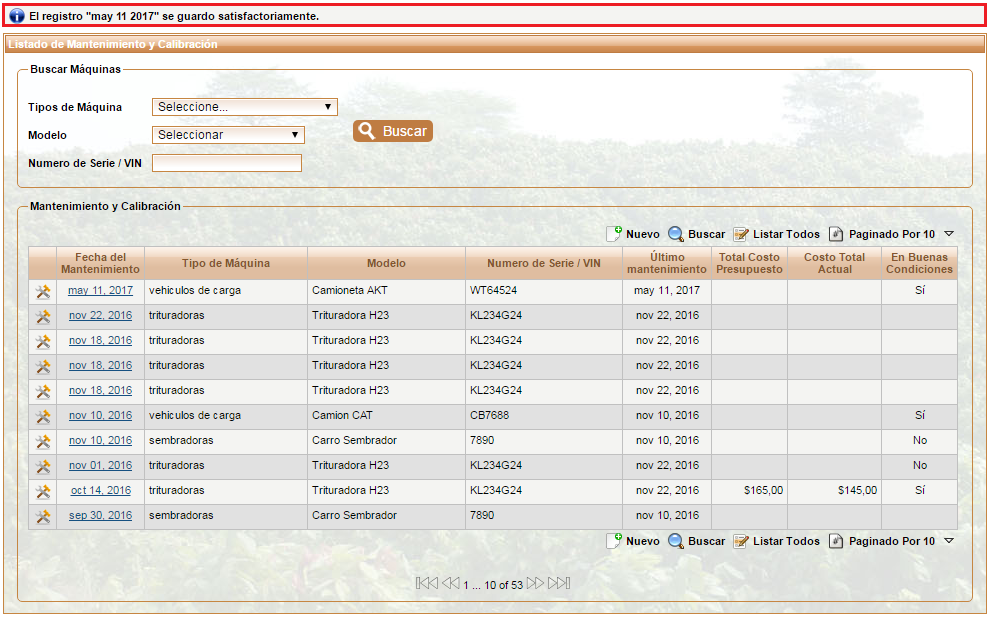 El registro "may 11 2017" se guardo satisfactoriamente.
Listado de Mantenimiento y Calibración
Buscar Máquinas
Tipos de Máquina Seleccione...
Modelo Seleccionar Buscar
Numero de Serie / VIN
Mantenimiento y Calibración
Nuevo Buscar Listar Todos # Paginado Por 10
Fecha del Mantenimiento Tipo de Máquina Modelo Numero de Serie / VIN Último mantenimiento Total Costo Presupuesto Costo Total Actual En Buenas Condiciones
may 11, 2017 vehiculos de carga Camioneta AKT WT64524 may 11, 2017 Sí
nov 22, 2016 trituradoras Trituradora H23 KL234G24 nov 22, 2016
nov 18, 2016 trituradoras Trituradora H23 KL234G24 nov 22, 2016
nov 18, 2016 trituradoras Trituradora H23 KL234G24 nov 22, 2016
nov 18, 2016 trituradoras Trituradora H23 KL234G24 nov 22, 2016
nov 10, 2016 vehiculos de carga Camion CAT CB7688 nov 10, 2016 Sí
nov 10, 2016 sembradoras Carro Sembrador 7890 nov 10, 2016 No
nov 01, 2016 trituradoras Trituradora H23 KL234G24 nov 22, 2016 No
oct 14, 2016 trituradoras Trituradora H23 KL234G24 nov 22, 2016 $165,00 $145,00 Sí
sep 30, 2016 sembradoras Carro Sembrador 7890 nov 10, 2016
Nuevo Buscar Listar Todos # Paginado Por 10
1 ... 10 of 53